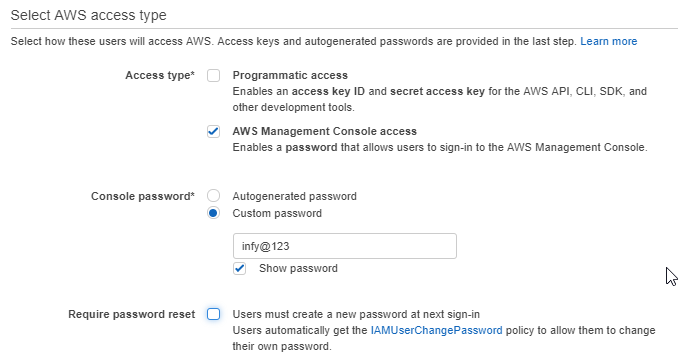 Select AWS access type
Select how these users will access AWS. Access keys and autogenerated passwords are provided in the last step. Learn more
Access type* Programmatic access
Enables an access key ID and secret access key for the AWS API, CLI, SDK, and
other development tools.
AWS Management Console access
Enables a password that allows users to sign-in to the AWS Management Console.
Console password* Autogenerated password
Custom password
infy@123
Show password
Require password reset Users must create a new password at next sign-in
Users automatically get the IAMUserChangePassword policy to allow them to change
their own password.